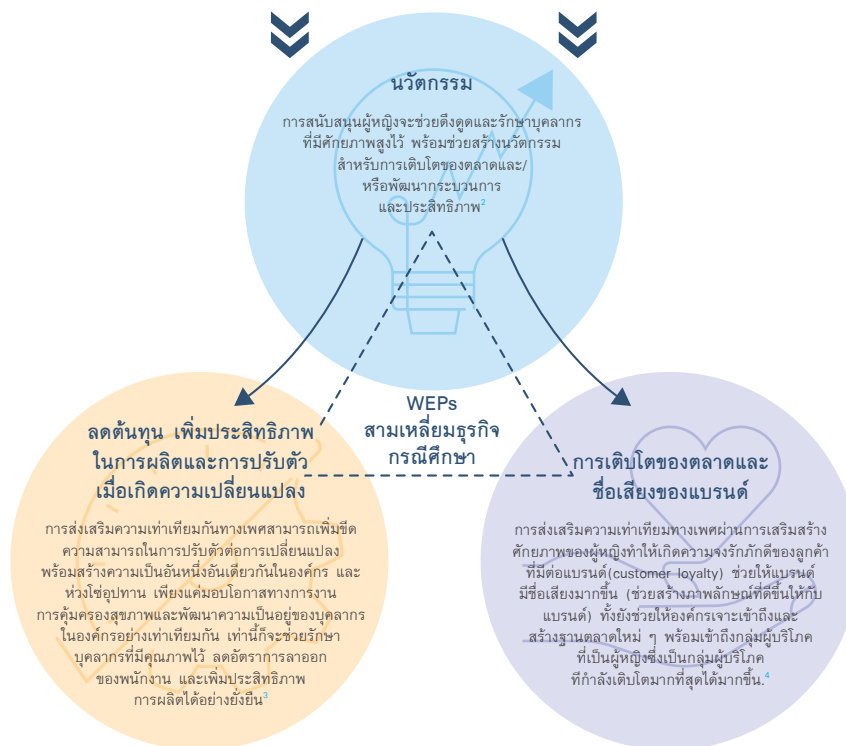 นวัตกรรม
การสนับสนุนผู้หญิงจะช่วยดึงดูดและรักษาบุคลากร
ที่มีศักยภาพสูงไว้ พร้อมช่วยสร้างนวัตกรรม
สำหรับการเติบโตของตลาดและ/
หรือพัฒนากระบวนการ
และประสิทธิภาพ2
WEPs
สามเหลี่ยมธุรกิจ
กรณีศึกษา
ลดต้นทุน เพิ่มประสิทธิภาพ
ในการผลิตและการปรับตัว
เมื่อเกิดความเปลี่ยนแปลง
การส่งเสริมความเท่าเทียมกันทางเพศสามารถเพิ่มขีด
ความสามารถในการปรับตัวต่อการเปลี่ยนแปลง
พร้อมสร้างความเป็นอันหนึ่งอันเดียวกันในองค์กร และ
ห่วงโซ่อุปทาน เพียงแค่มอบโอกาสทางการงาน
การคุ้มครองสุขภาพและพัฒนาความเป็นอยู่ของบุคลากร
ในองค์กรอย่างเท่าเทียมกัน เท่านี้ก็จะช่วยรักษา
บุคลากรที่มีคุณภาพไว้ ลดอัตราการลาออก
ของพนักงาน และเพิ่มประสิทธิภาพ
การผลิตได้อย่างยั่งยืน3
การเติบโตของตลาดและ
ชื่อเสียงของแบรนด์
การส่งเสริมความเท่าเทียมทางเพศผ่านการเสริมสร้าง
ศักยภาพของผู้หญิงทำให้เกิดความจงรักภักดีของลูกค้า
ที่มีต่อแบรนด์(customer loyalty) ช่วยให้แบรนด์
มีชื่อเสียงมากขึ้น (ช่วยสร้างภาพลักษณ์ที่ดีขึ้นให้กับ
แบรนด์) ทั้งยังช่วยให้องค์กรเจาะเข้าถึงและ
สร้างฐานตลาดใหม่ ๆ พร้อมเข้าถึงกลุ่มผู้บริโภค
ที่เป็นผู้หญิงซึ่งเป็นกลุ่มผู้บริโภค
ที่กำลังเติบโตมากที่สุดได้มากขึ้น.4